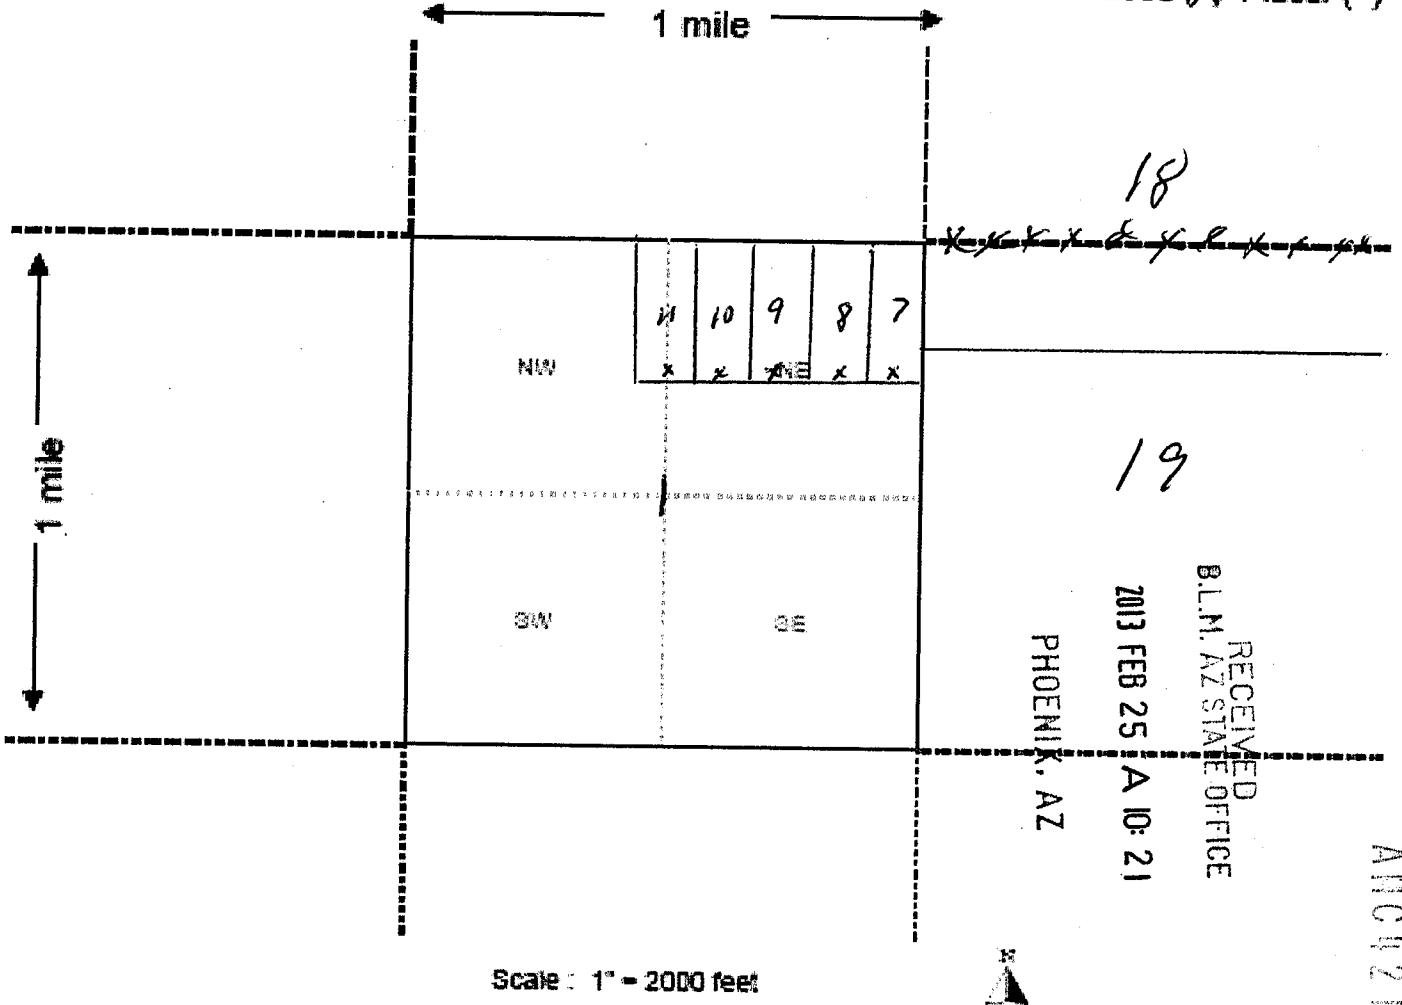 1 mile
18
11 10 9 8 7
x x x x x
NW NE
1 mile
19
SW SE
RECEIVED
B.L.M. AZ STATE OFFICE
2013 FEB 25 A 10: 21
PHOENIX, AZ
N
Scale : 1" = 2000 feet